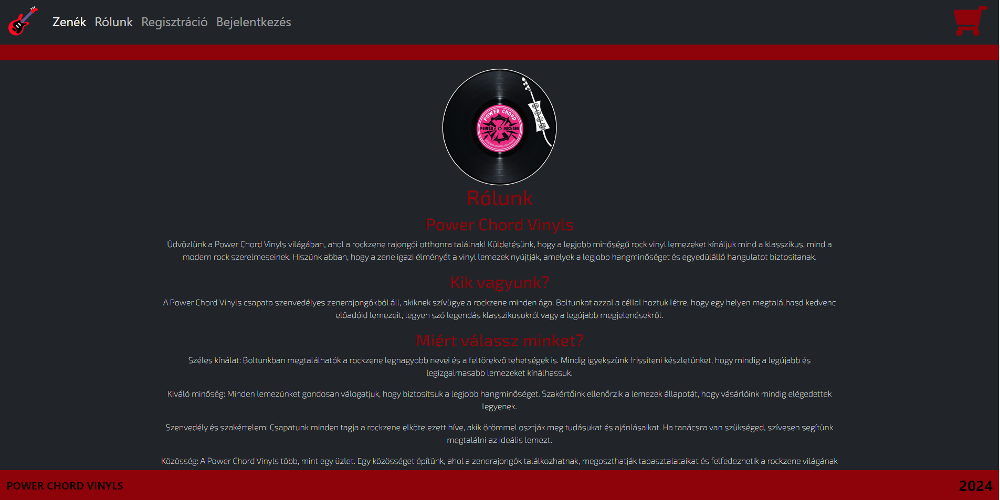 Zenék Rólunk Regisztráció Bejelentkezés
POWER CHORD
Rólunk
Power Chord Vinyls
Üdvözlünk a Power Chord Vinyls világában, ahol a rockzene rajongói otthonra találnak! Küldetésünk, hogy a legjobb minőségű rock vinyl lemezeket kínáljuk mind a klasszikus, mind a
modern rock szerelmeseinek. Hiszünk abban, hogy a zene igazi élményét a vinyl lemezek nyújtják, amelyek a legjobb hangminőséget és egyedülálló hangulatot biztosítanak.
Kik vagyunk?
A Power Chord Vinyls csapata szenvedélyes zenerajongókból áll, akiknek szívügye a rockzene minden ága. Boltunkat azzal a céllal hoztuk létre, hogy egy helyen megtalálhasd kedvenc
előadóid lemezeit, legyen szó legendás klasszikusokról vagy a legújabb megjelenésekről.
Miért válassz minket?
Széles kínálat: Boltunkban megtalálhatók a rockzene legnagyobb nevei és a feltörekvő tehetségek is. Mindig igyekszünk frissíteni készletünket, hogy mindig a legújabb és
legizgalmasabb lemezeket kínálhassuk.
Kiváló minőség: Minden lemezünket gondosan válogatjuk, hogy biztosítsuk a legjobb hangminőséget. Szakértőink ellenőrzik a lemezek állapotát, hogy vásárlóink mindig elégedettek
legyenek.
Szenvedély és szakértelem: Csapatunk minden tagja a rockzene elkötelezett híve, akik örömmel osztják meg tudásukat és ajánlásaikat. Ha tanácsra van szükséged, szívesen segítünk
megtalálni az ideális lemezt.
Közösség: A Power Chord Vinyls több, mint egy üzlet. Egy közösséget építünk, ahol a zenerajongók találkozhatnak, megoszthatják tapasztalataikat és felfedezhetik a rockzene világának
POWER CHORD VINYLS
2024